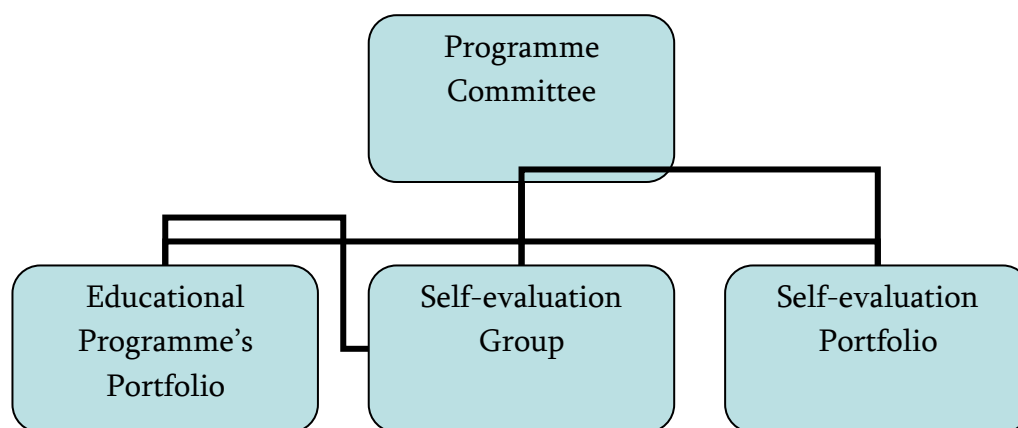 Programme
Committee
Educational
Programme’s
Portfolio
Self-evaluation
Group
Self-evaluation
Portfolio